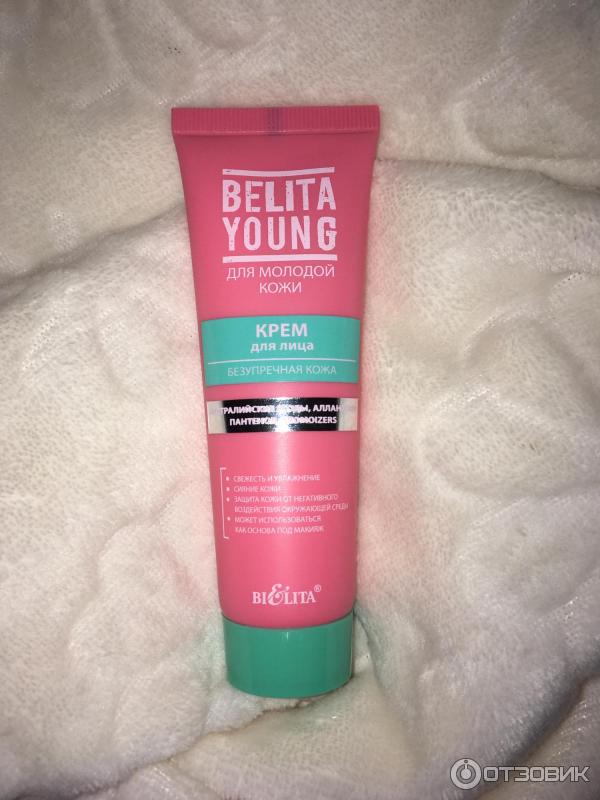 BELITA
YOUNG
ДЛЯ МОЛОДОЙ
КОЖИ
КРЕМ
для лица
БЕЗУПРЕЧНАЯ КОЖА
СВЕЖЕСТЬ И УВЛАЖНЕНИЕ
СИЯНИЕ КОЖИ
ЗАЩИТА КОЖИ ОТ НЕГАТИВНОГО
ВОЗДЕЙСТВИЯ ОКРУЖАЮЩЕЙ СРЕДЫ
МОЖЕТ ИСПОЛЬЗОВАТЬСЯ
КАК ОСНОВА ПОД МАКИЯЖ
BIELITA®
ОТЗОВИК